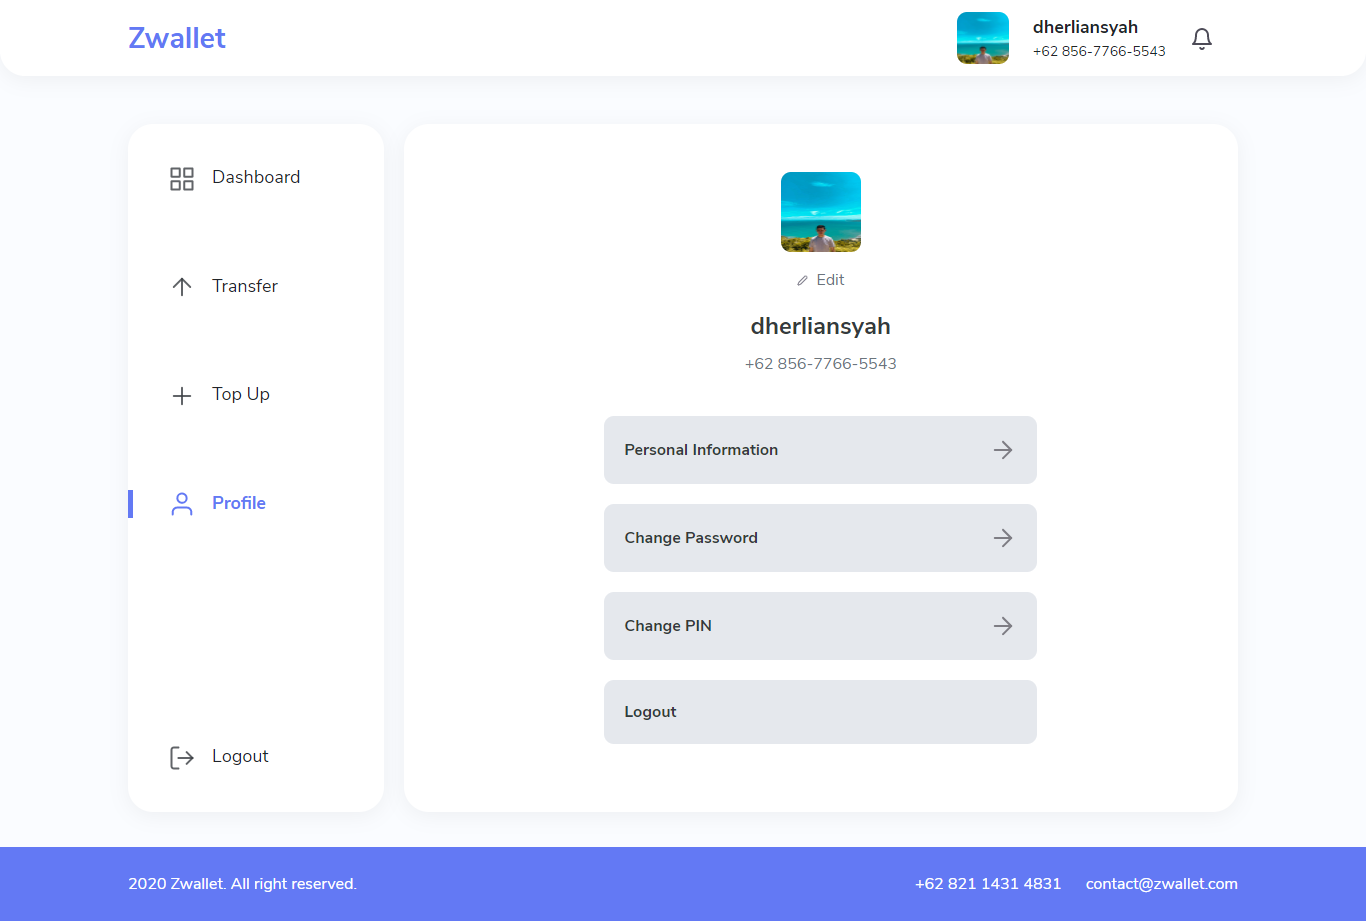 Zwallet
dherliansyah
+62 856-7766-5543
Dashboard
Transfer
Top Up
Profile
Logout
Edit
dherliansyah
+62 856-7766-5543
Personal Information
Change Password
Change PIN
Logout
2020 Zwallet. All right reserved.
+62 821 1431 4831
contact@zwallet.com